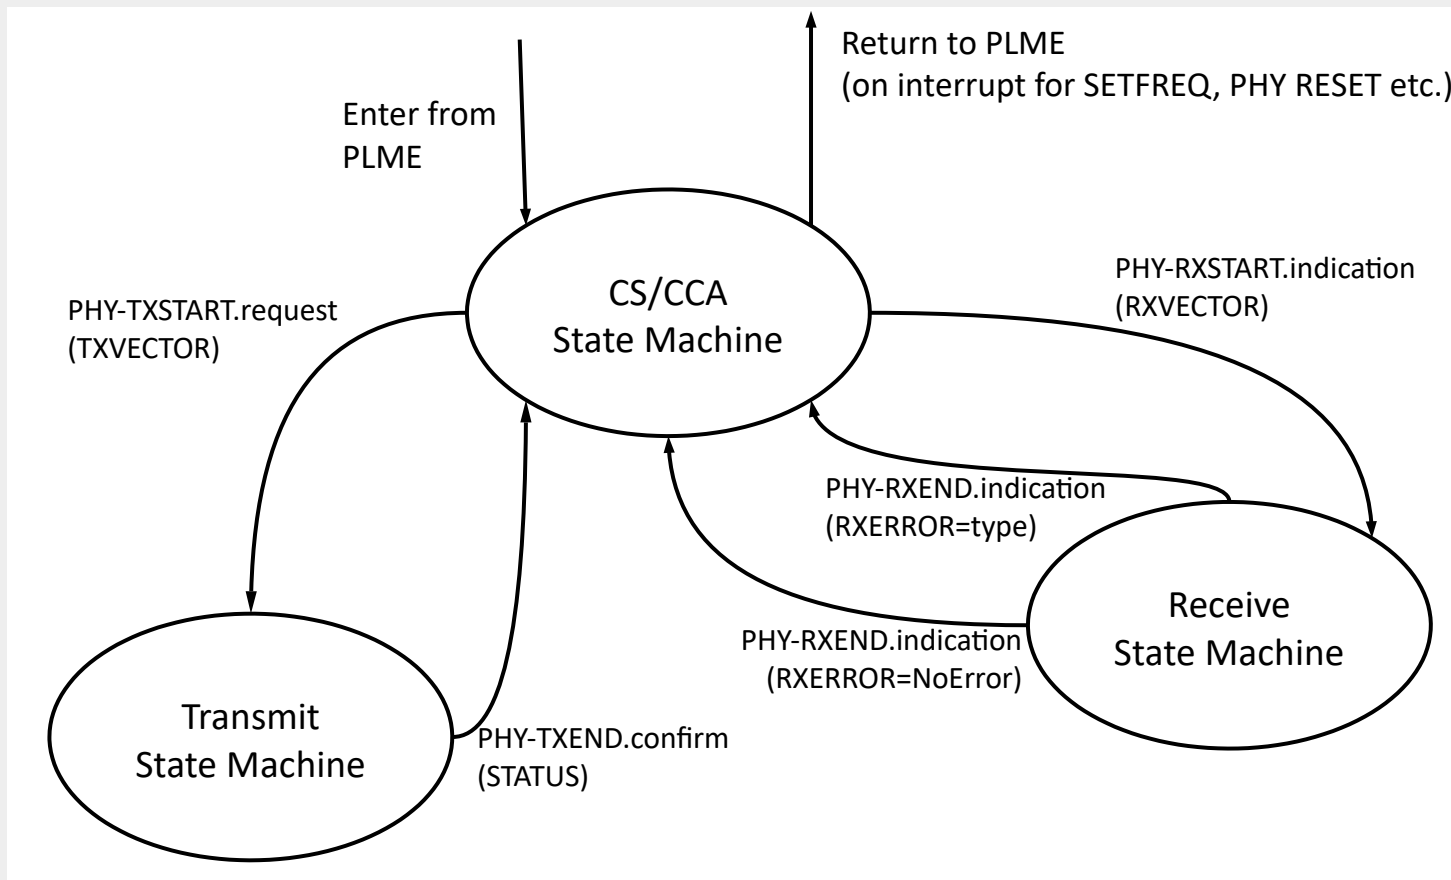 Return to PLME
(on interrupt for SETFREQ, PHY RESET etc.)
Enter from
PLME
PHY-RXSTART.indication
(RXVECTOR)
PHY-TXSTART.request
(TXVECTOR)
CS/CCA
State Machine
PHY-RXEND.indication
(RXERROR=type)
Receive
State Machine
PHY-RXEND.indication
(RXERROR=NoError)
Transmit
State Machine
PHY-TXEND.confirm
(STATUS)